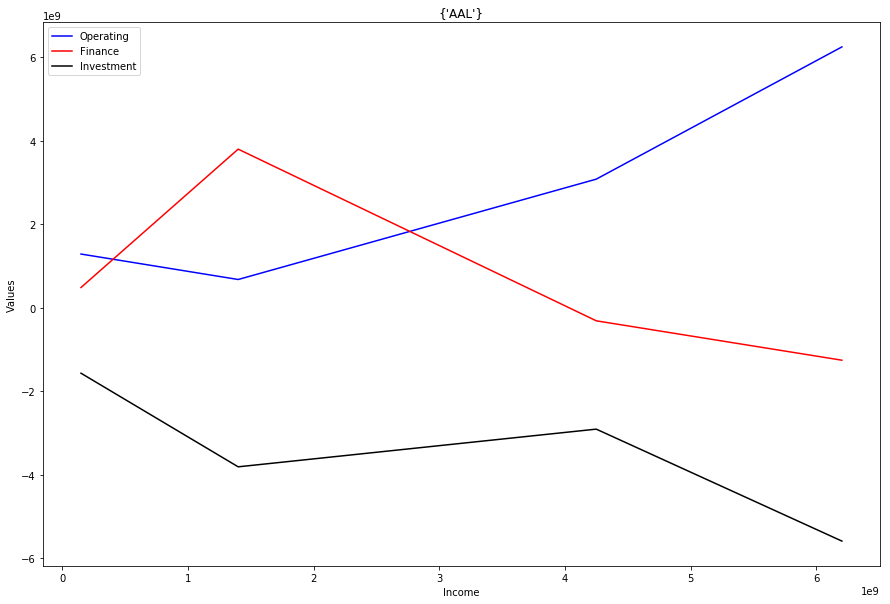 {'AAL'}
1e9
Operating
Finance
Investment
6
4
2
0
−2
−4
−6
Values
0 1 2 3 4 5 6
Income
1e9